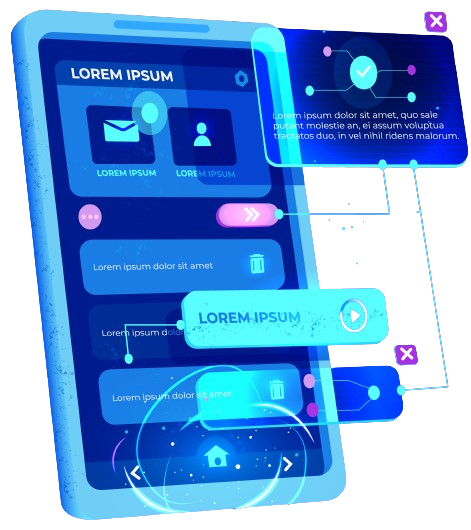 LOREM IPSUM
LOREM IPSUM
LOREM IPSUM
Lorem ipsum dolor sit amet, quo sale
putant molestie an, ei assum voluptua
tractatos duo, in vel nihil ridens maiorum.
Lorem ipsum dolor sit amet
LOREM IPSUM
Lorem ipsum dolor
Lorem ipsum dolor sit amet